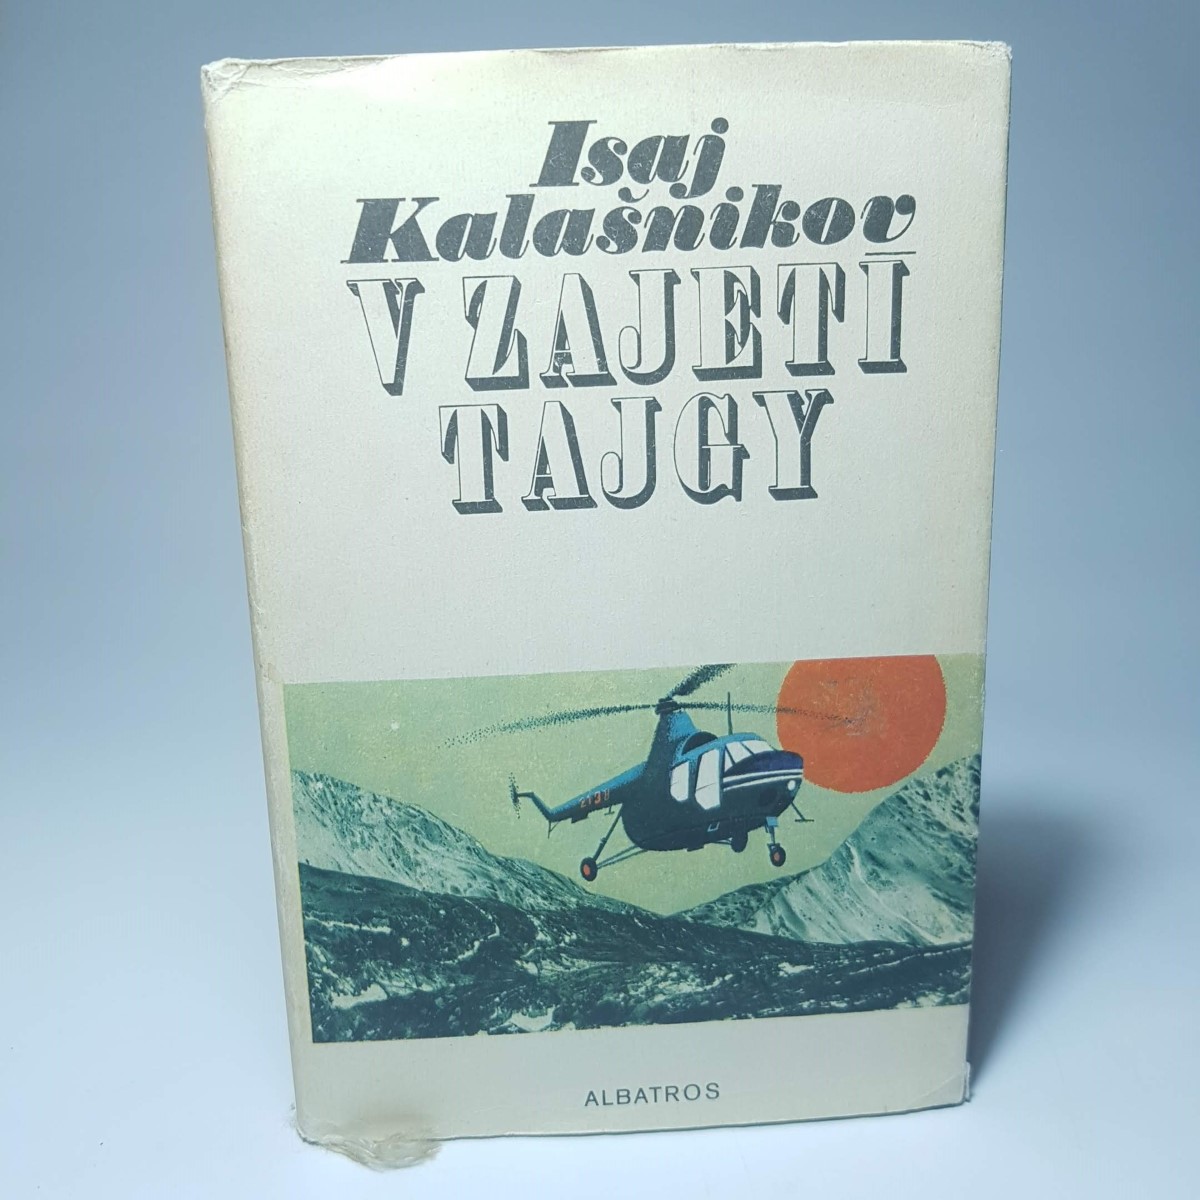 Isaj
Kalašnikov
V ZAJETÍ
TAJGY
ALBATROS